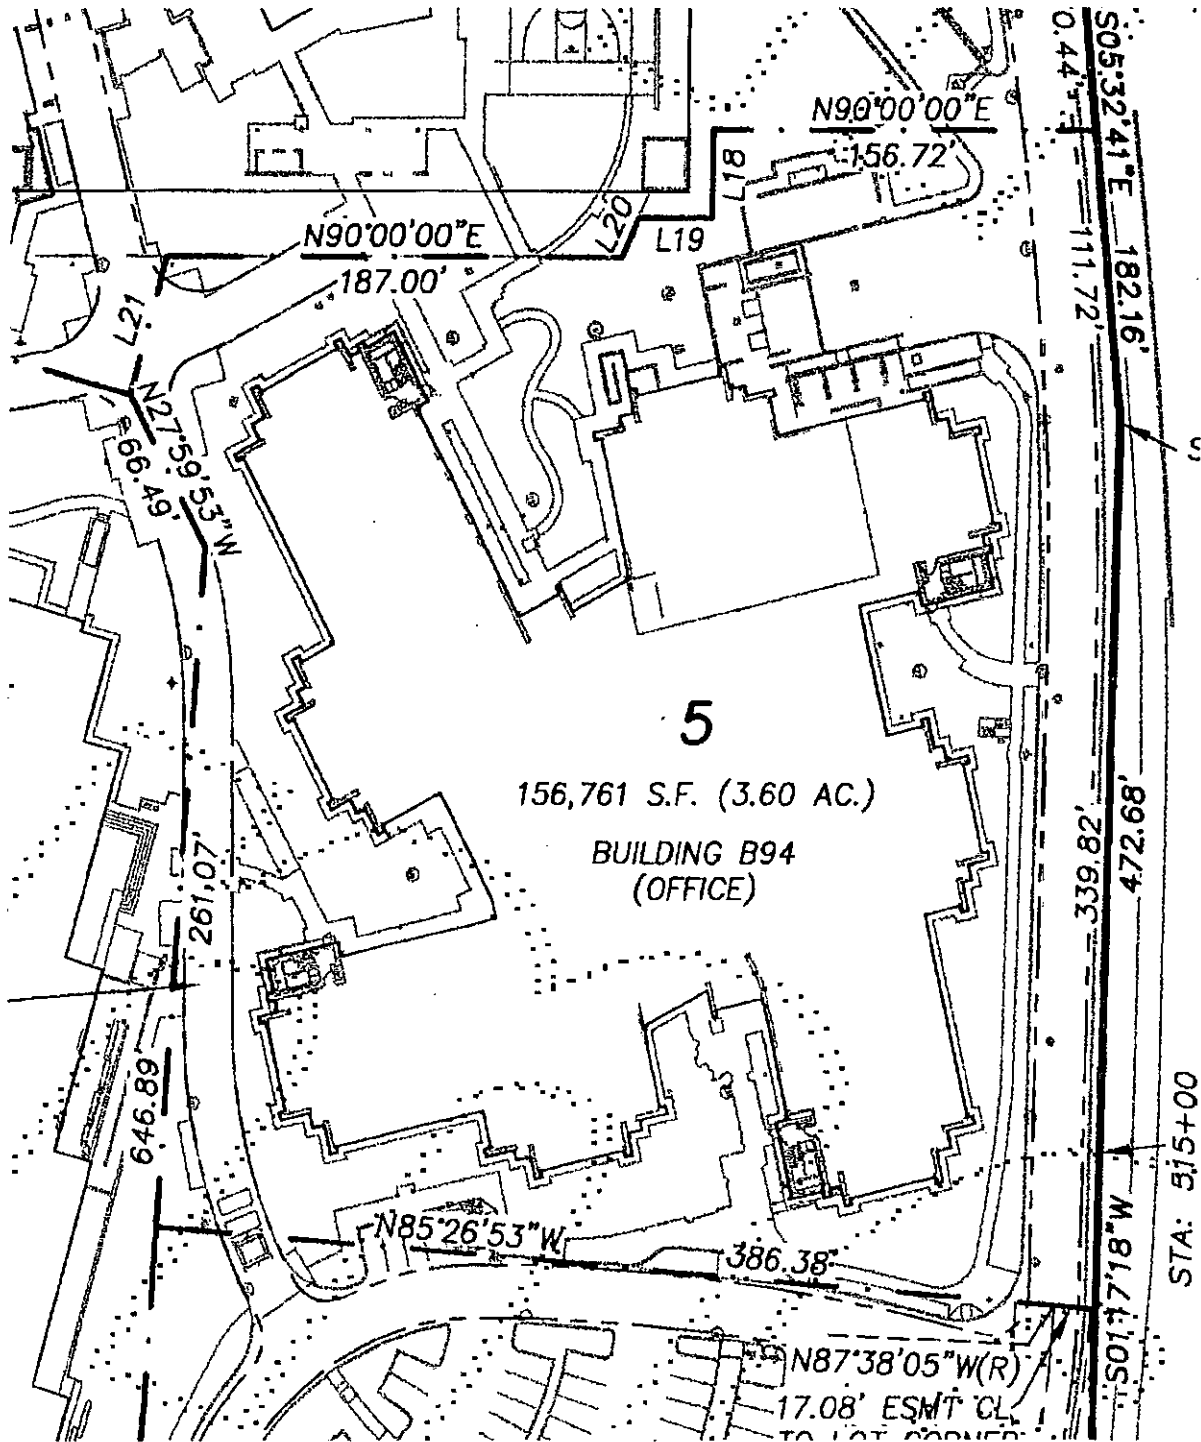 0.44'
S05°32'41"E 182.16'
N90°00'00"E
156.72'
L18
L20
L19
N90°00'00"E
187.00'
111.72'
L21
N27°59'53"W
66.49'
5
156,761 S.F. (3.60 AC.)
BUILDING B94
(OFFICE)
339.82'
472.68'
261.07'
646.89'
N85°26'53"W
386.38'
S01°17'18"W
STA: 515+00
N87°38'05"W(R)
17.08' ESMT CL
TO LOT CORNER